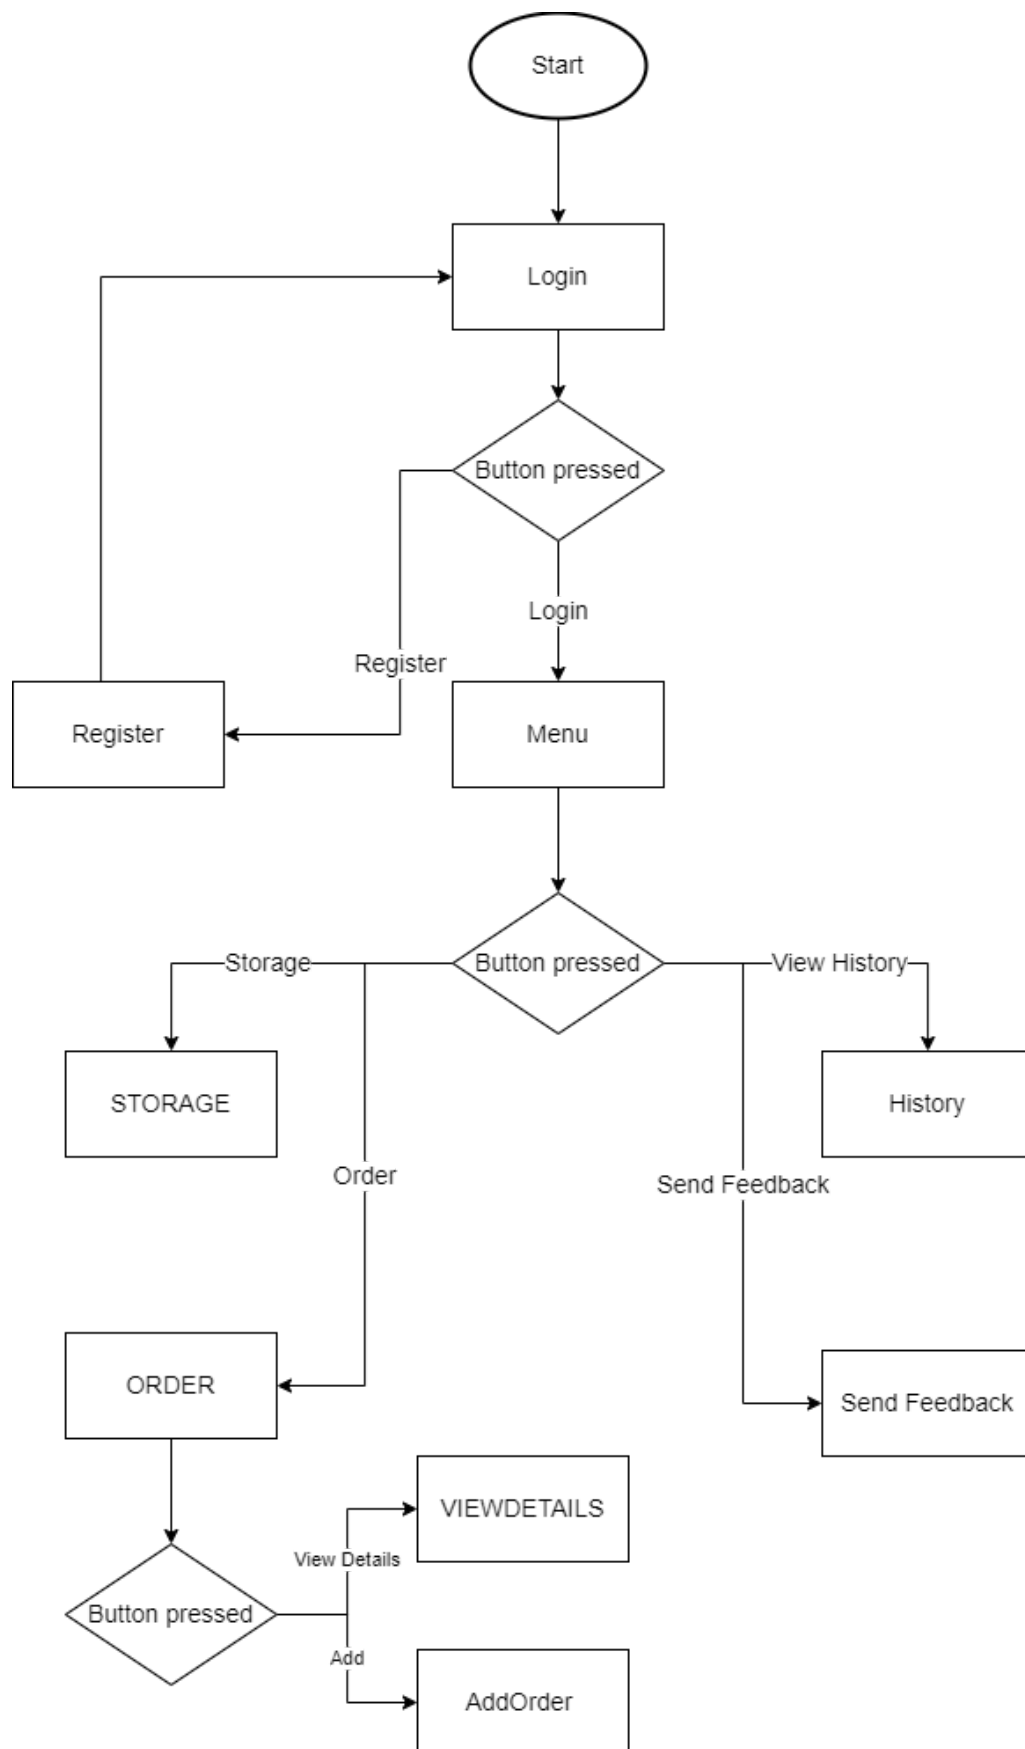 Start
Login
Button pressed
Login
Register
Register
Menu
Button pressed
Storage
View History
STORAGE
History
Order
Send Feedback
ORDER
Send Feedback
VIEWDETAILS
View Details
Button pressed
Add
AddOrder